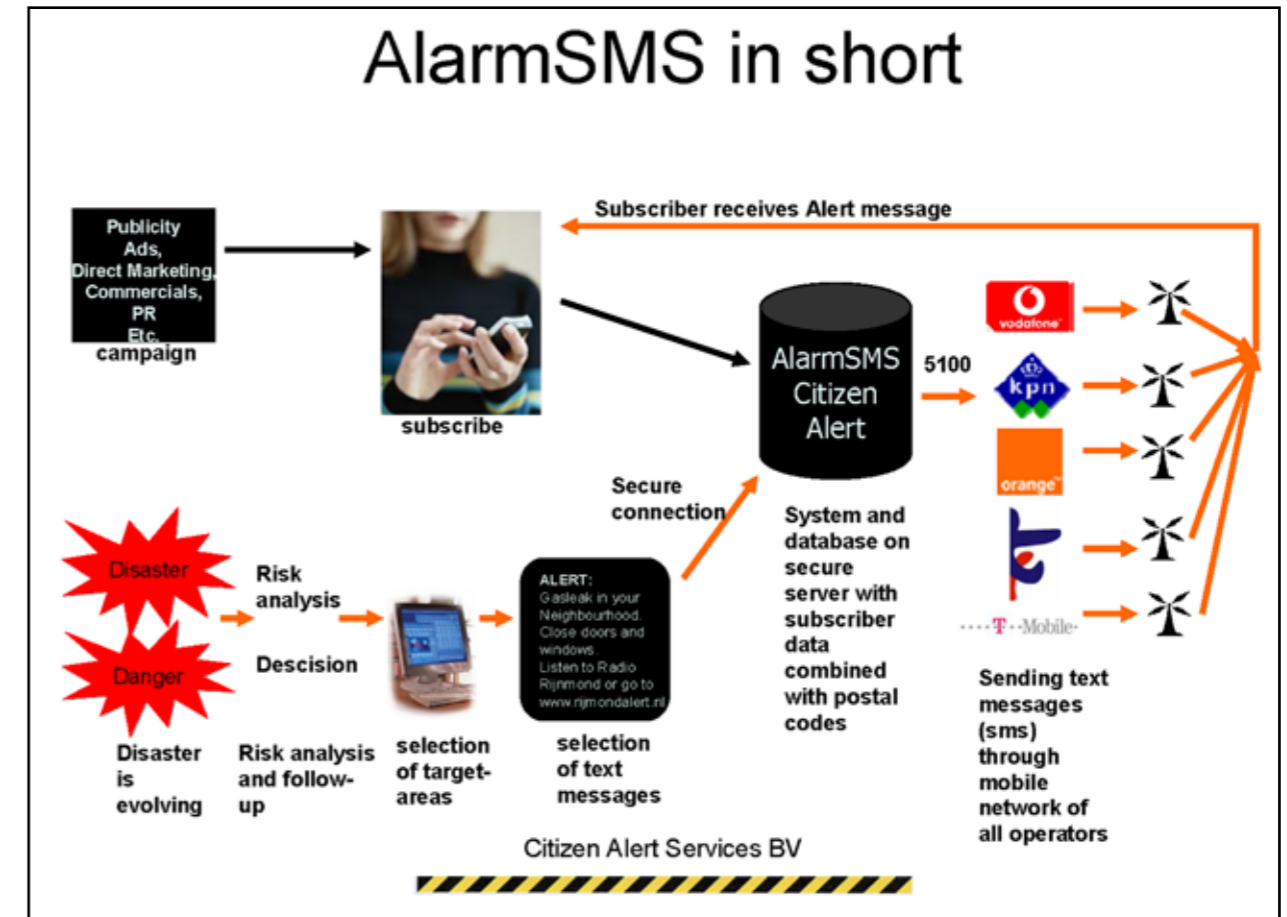 AlarmSMS in short
Publicity
Ads,
Direct Marketing,
Commercials,
PR
Etc.
campaign
subscribe
Subscriber receives Alert message
AlarmSMS
Citizen
Alert
5100
vodafone
kpn
orange™
T-Mobile
Secure
connection
System and
database on
secure
server with
subscriber
data
combined
with postal
codes
Sending text
messages
(sms)
through
mobile
network of
all operators
Disaster
Danger
Risk
analysis
Descision
ALERT:
Gasleak in your
Neighbourhood.
Close doors and
windows.
Listen to Radio
Rijnmond or go to
www.rijmondalert.nl
Disaster
is
evolving
Risk analysis
and follow-
up
selection
of target-
areas
selection
of text
messages
Citizen Alert Services BV